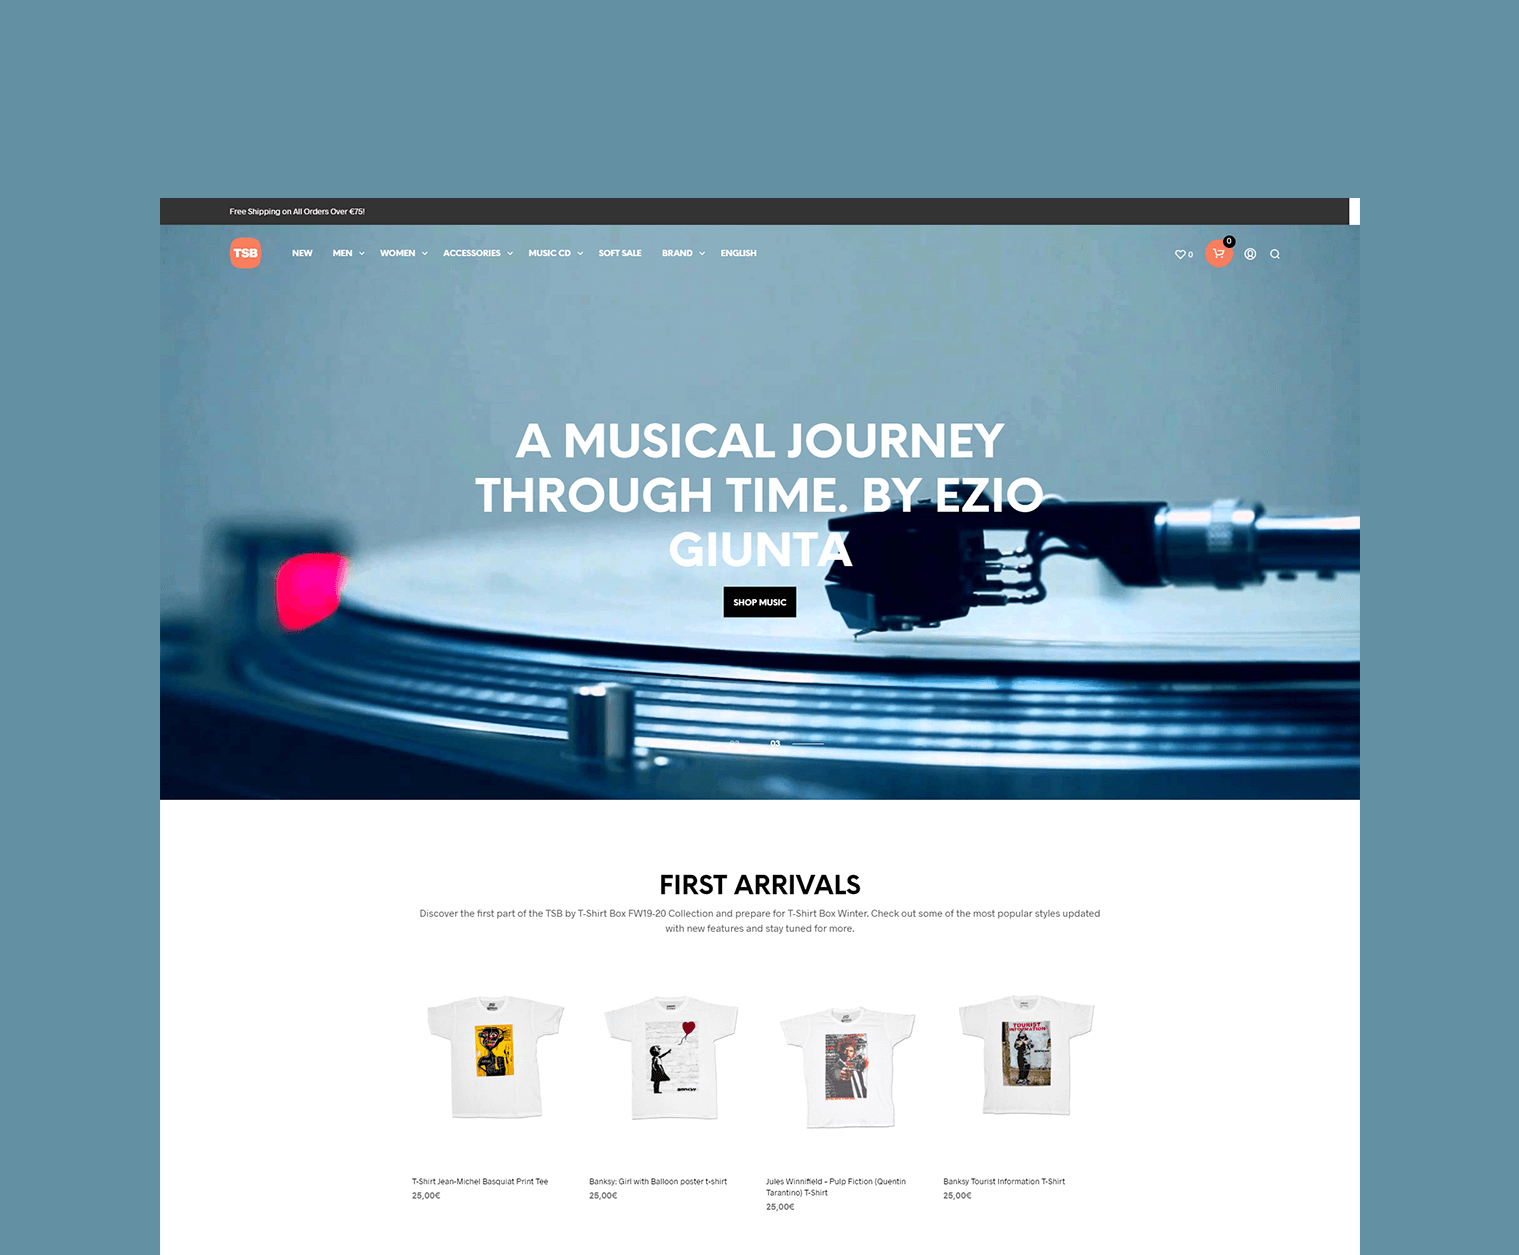 Free Shipping on All Orders Over €75!
TSB
NEW MEN WOMEN ACCESSORIES MUSIC CD SOFT SALE BRAND ENGLISH
0
0
A MUSICAL JOURNEY
THROUGH TIME. BY EZIO
GIUNTA
SHOP MUSIC
03
FIRST ARRIVALS
Discover the first part of the TSB by T-Shirt Box FW19-20 Collection and prepare for T-Shirt Box Winter. Check out some of the most popular styles updated
with new features and stay tuned for more.
TOURIST
INFORMATION
T-Shirt Jean-Michel Basquiat Print Tee
25,00€
Banksy: Girl with Balloon poster t-shirt
25,00€
Jules Winnifield – Pulp Fiction (Quentin
Tarantino) T-Shirt
25,00€
Banksy Tourist Information T-Shirt
25,00€